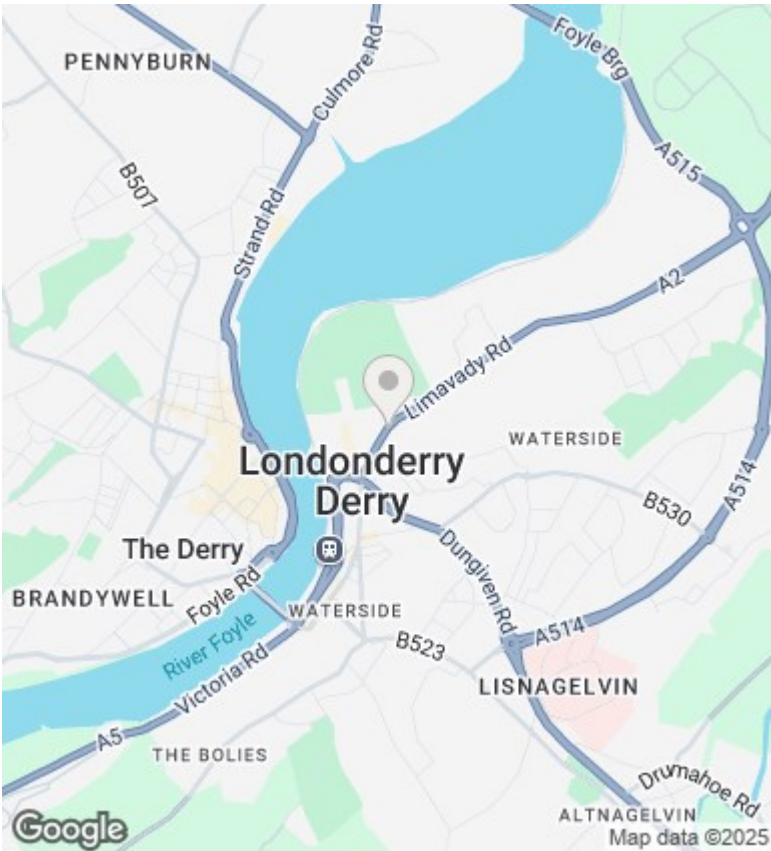 Foyle Brg
PENNYBURN
Culmore Rd
A515
B507
Strand Rd
A2
Limavady Rd
WATERSIDE
Londonderry
Derry
A514
B530
The Derry
Dungiven Rd
BRANDYWELL
Foyle Rd
WATERSIDE
River Foyle
A514
B523
Victoria Rd
LISNAGELVIN
A5
THE BOLIES
Drumahoe Rd
ALTNAGELVIN
Google
Map data ©2025